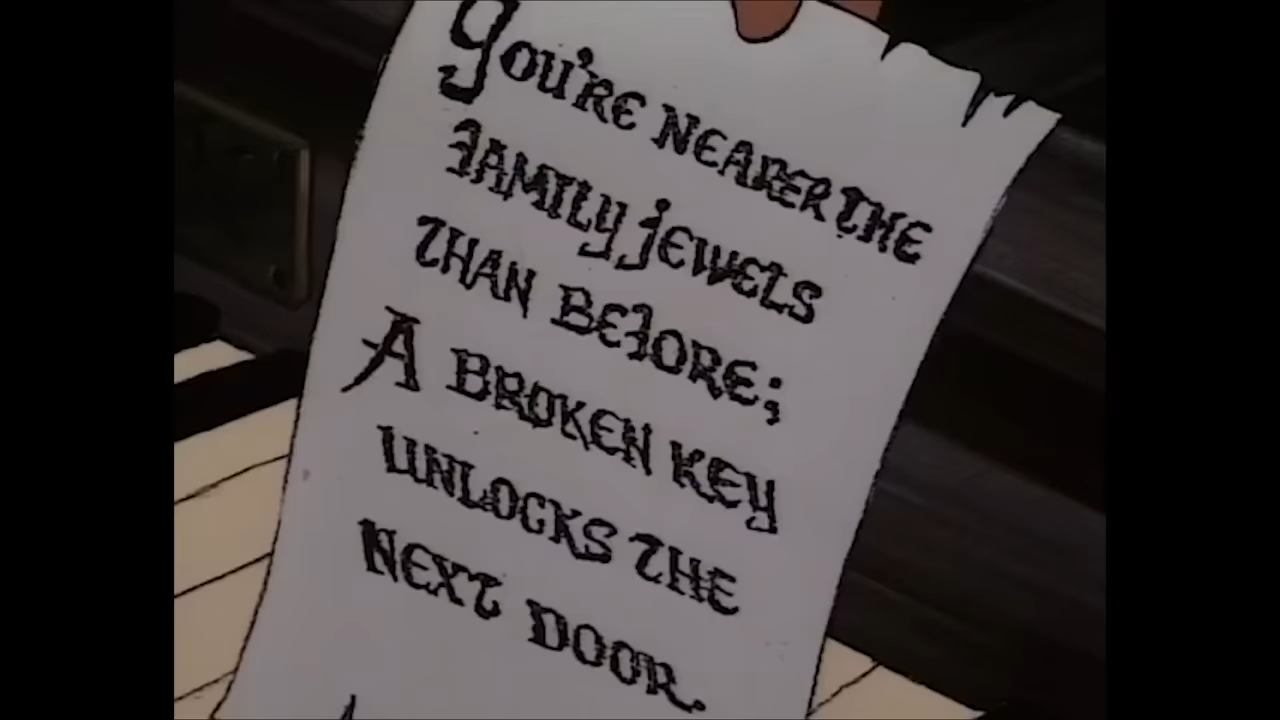 You're nearer the
family jewels
than before;
A broken key
unlocks the
next door.